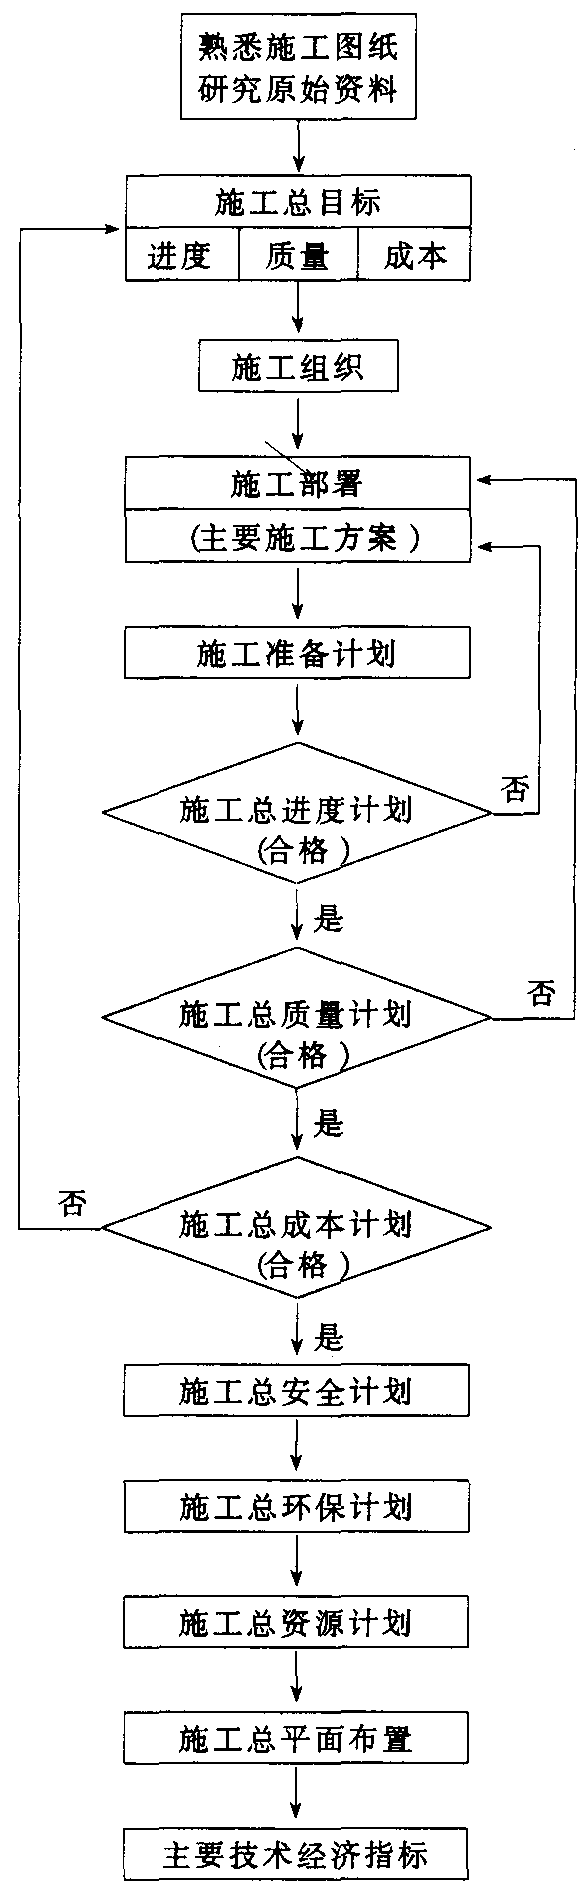 熟悉施工图纸
研究原始资料
施工总目标
进度 质量 成本
施工组织
施工部署
(主要施工方案)
施工准备计划
否
施工总进度计划
(合格)
是
否
施工总质量计划
(合格)
是
否
施工总成本计划
(合格)
是
施工总安全计划
施工总环保计划
施工总资源计划
施工总平面布置
主要技术经济指标